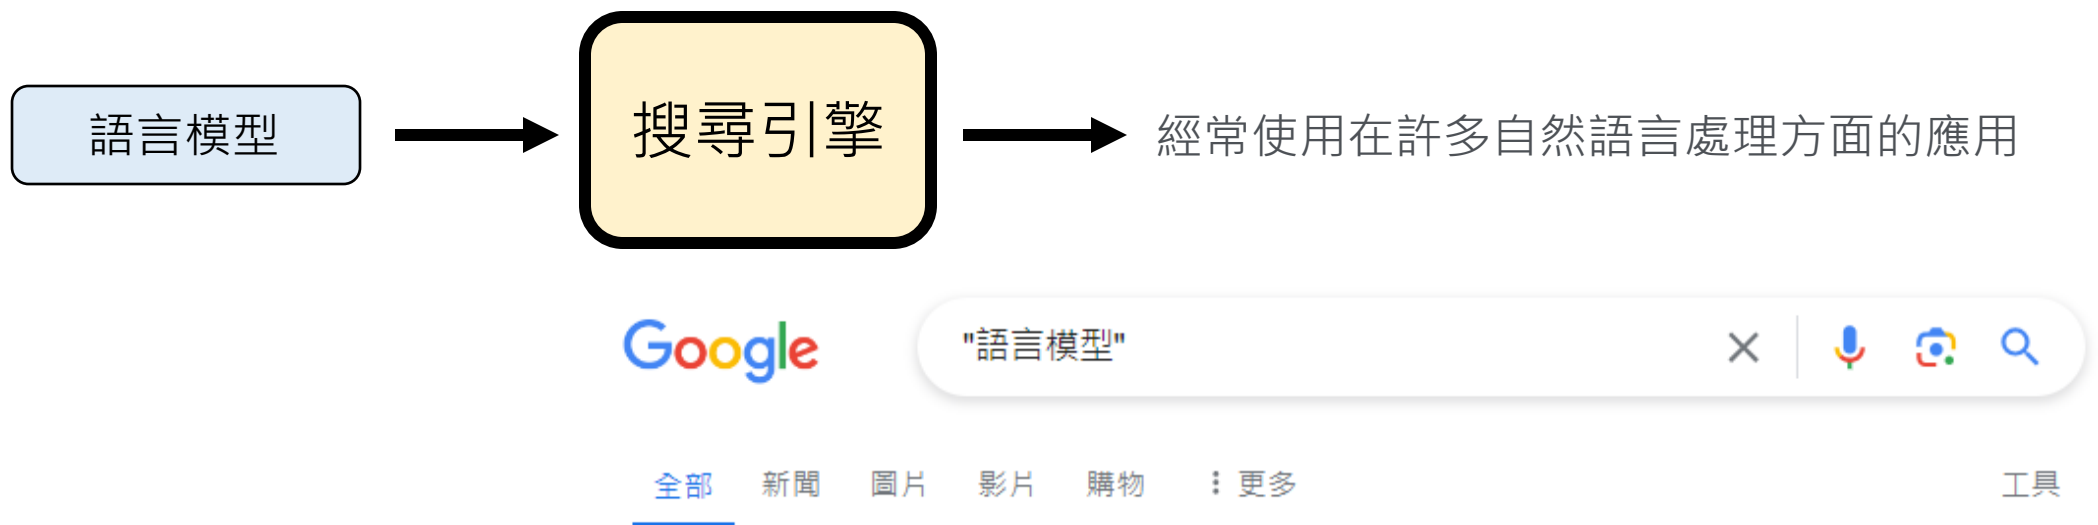 語言模型
搜尋引擎
經常使用在許多自然語言處理方面的應用
Google
"語言模型"
全部 新聞 圖片 影片 購物 ⋮ 更多 工具